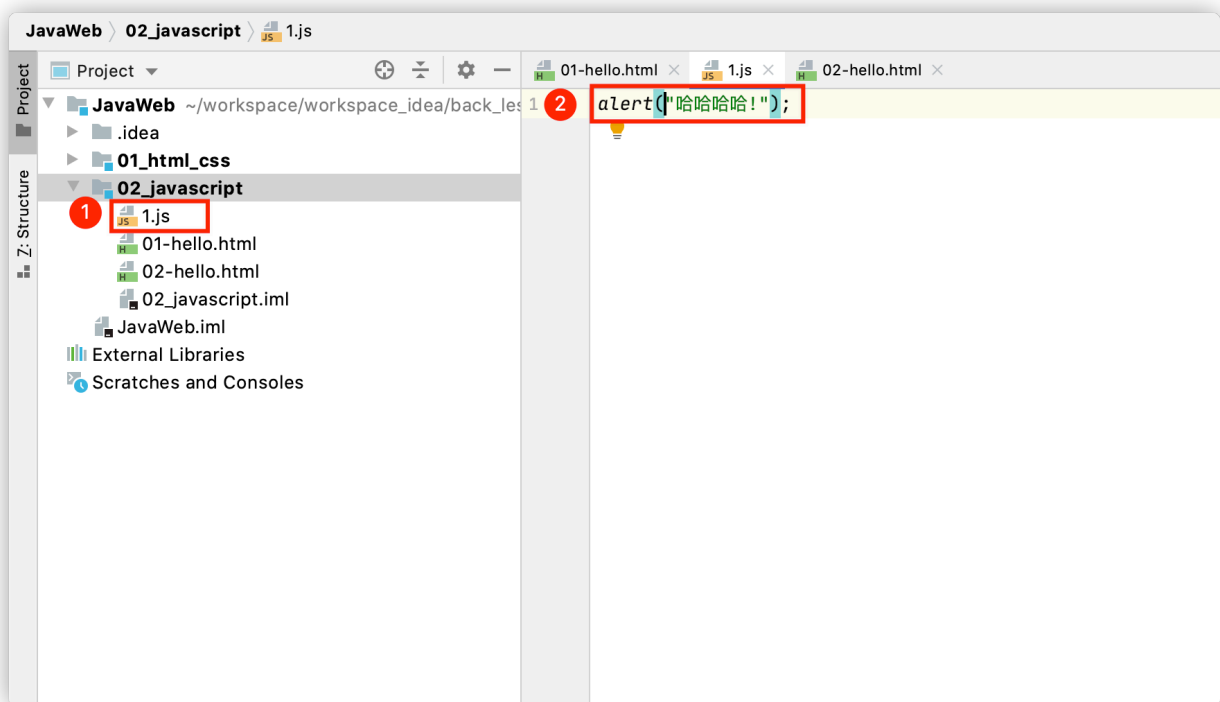 JavaWeb 02_javascript 1.js
Project
Project
01-hello.html
1.js
02-hello.html
JavaWeb ~/workspace/workspace_idea/back_les
.idea
01_html_css
02_javascript
1
1.js
01-hello.html
02-hello.html
02_javascript.iml
JavaWeb.iml
External Libraries
Scratches and Consoles
Z: Structure
1 2 alert("哈哈哈哈!");